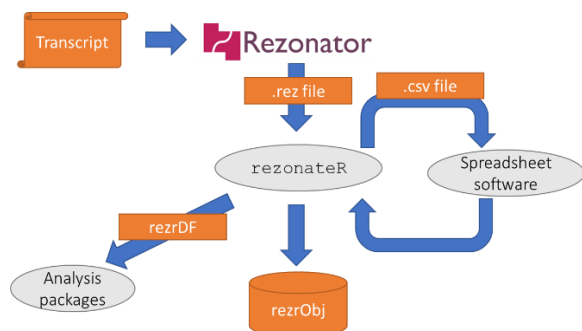 Transcript
Rezonator
.rez file
.csv file
rezonateR
Spreadsheet
software
rezrDF
Analysis
packages
rezrObj